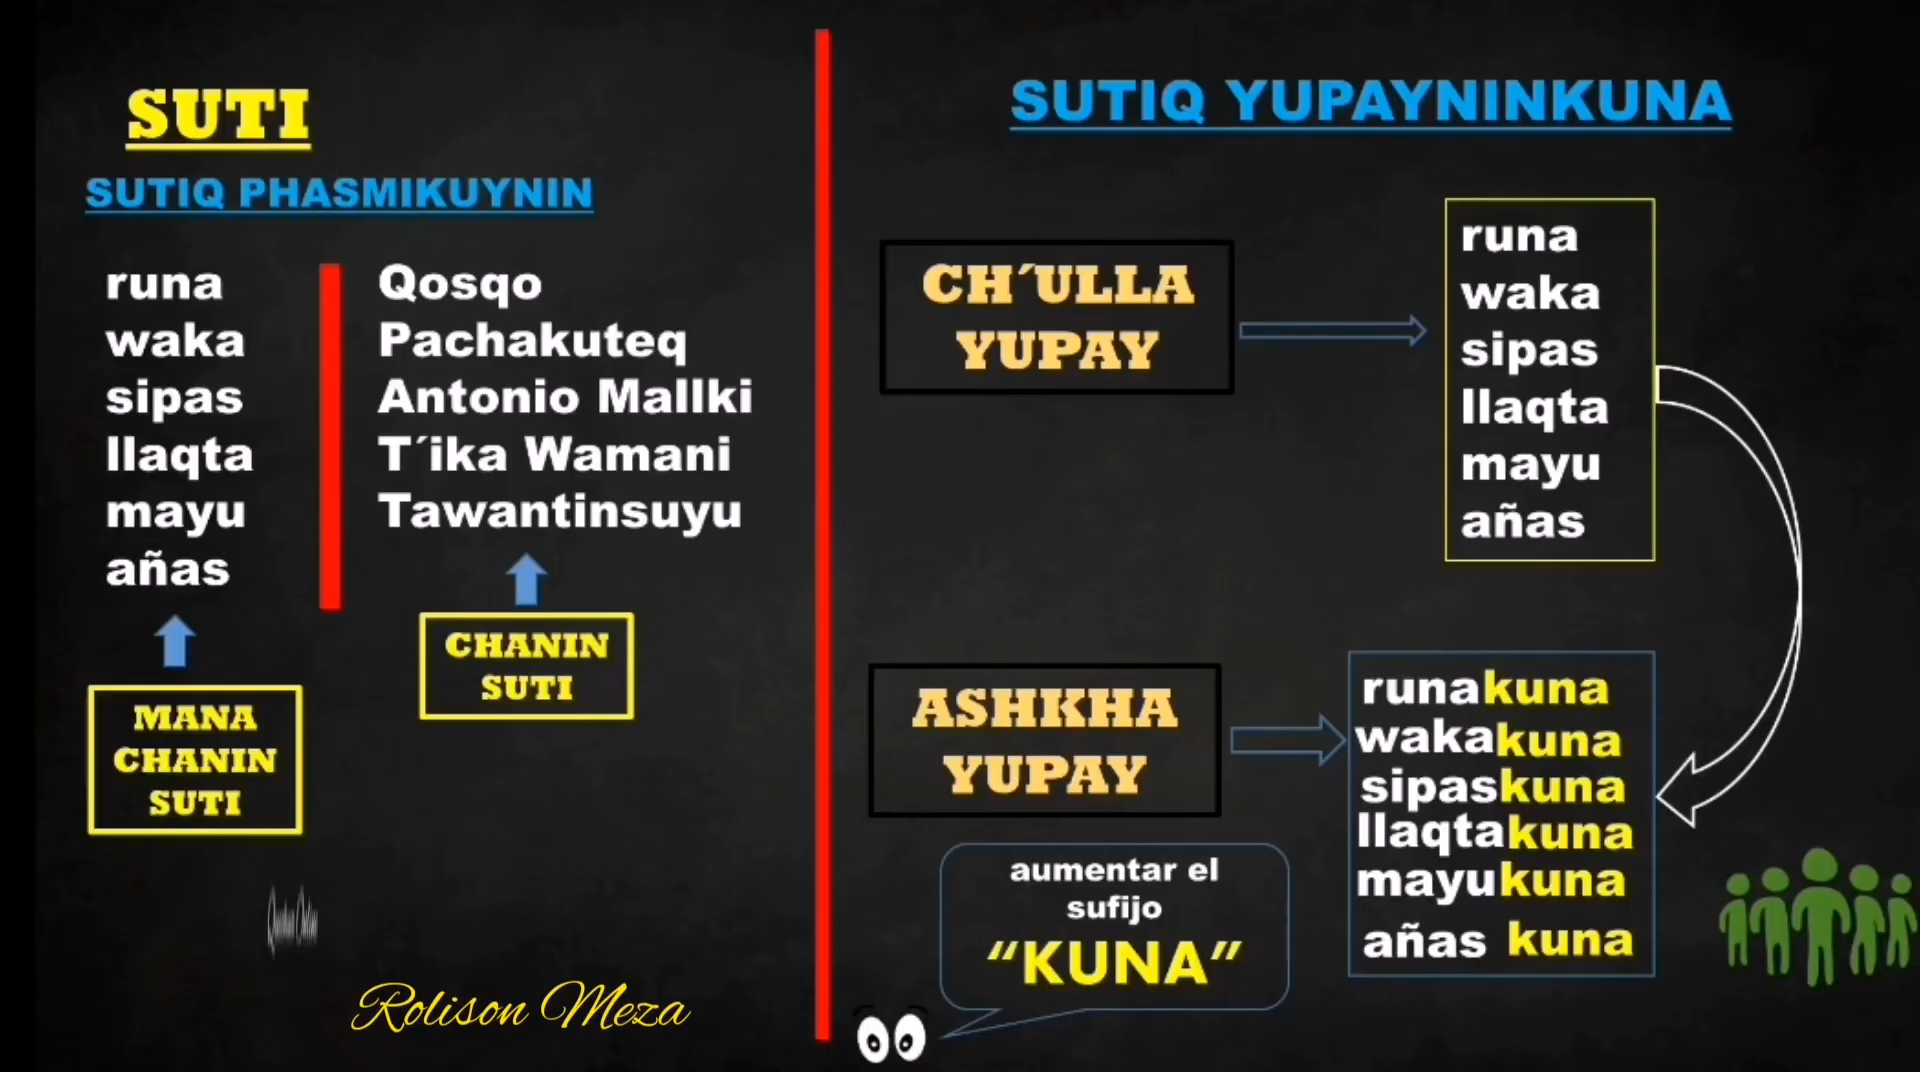 SUTI
SUTIQ PHASMIKUYNIN
runa
waka
sipas
llaqta
mayu
añas
MANA
CHANIN
SUTI
Qosqo
Pachakuteq
Antonio Mallki
T´ika Wamani
Tawantinsuyu
CHANIN
SUTI
Rolison Meza
SUTIQ YUPAYNINKUNA
CH´ULLA
YUPAY
runa
waka
sipas
llaqta
mayu
añas
ASHKHA
YUPAY
runakuna
wakakuna
sipaskuna
llaqtakuna
mayukuna
añas kuna
aumentar el
sufijo
“KUNA”